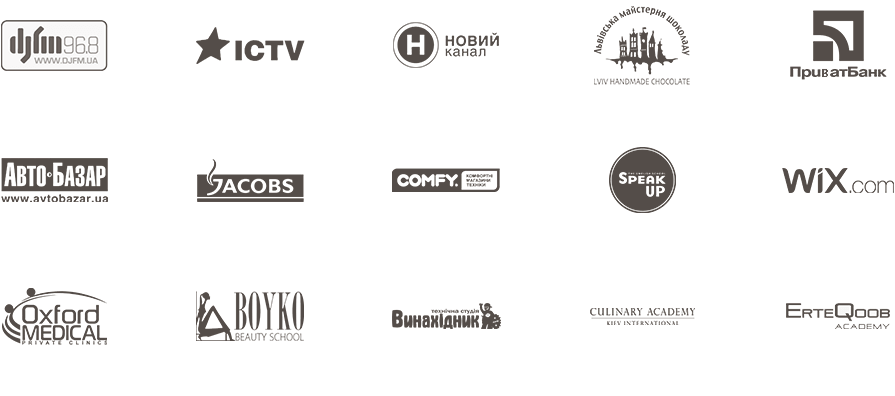 djfm 96.8
WWW.DJFM.UA
ICTV
Н НОВИЙ
канал
Львівська майстерня шоколаду
LVIV HANDMADE CHOCOLATE
ПриватБанк
АВТО БАЗАР
www.avtobazar.ua
JACOBS
COMFY.
КОМФОРТНІ
МАГАЗИНИ
ТЕХНІКИ
SPEAK
UP
WiX.com
Oxford
MEDICAL
PRIVATE CLINICS
BOYKO
BEAUTY SCHOOL
технічна студія
Винахідник
CULINARY ACADEMY
KIEV INTERNATIONAL
ERTEQOOB
ACADEMY